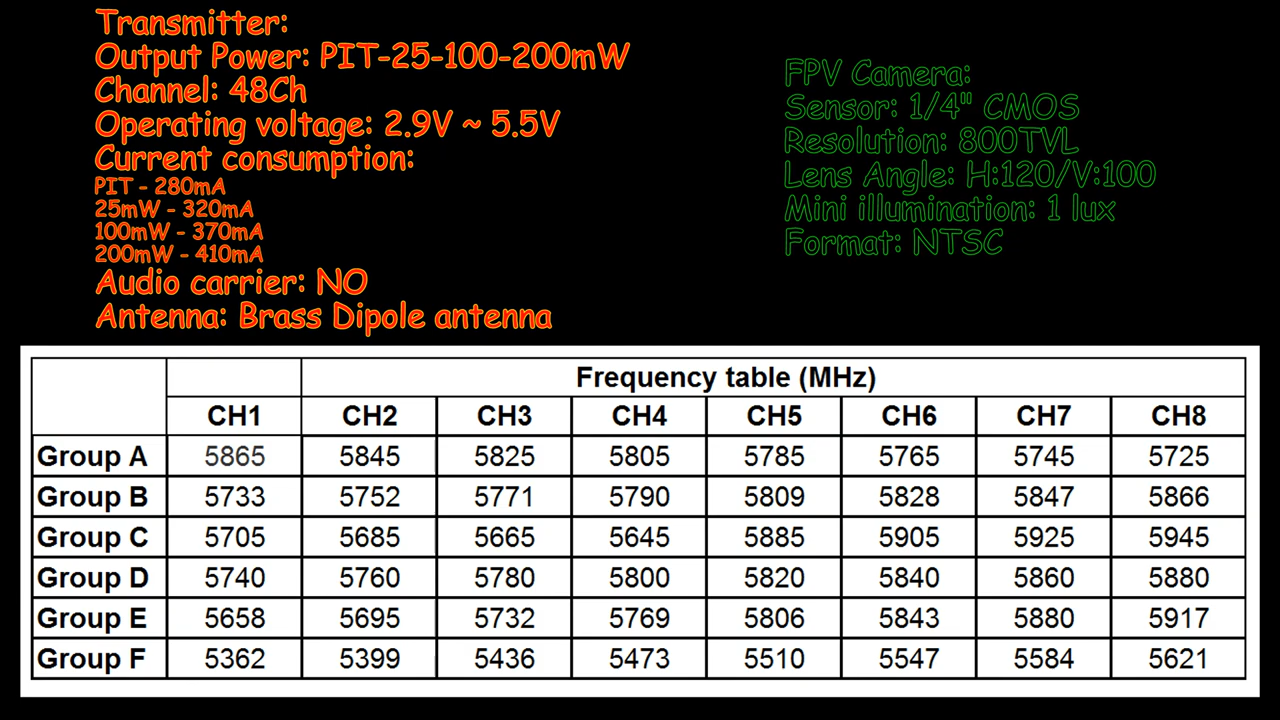 Transmitter:
Output Power: PIT-25-100-200mW
Channel: 48Ch
Operating voltage: 2.9V ~ 5.5V
Current consumption:
PIT - 280mA
25mW - 320mA
100mW - 370mA
200mW - 410mA
Audio carrier: NO
Antenna: Brass Dipole antenna
FPV Camera:
Sensor: 1/4" CMOS
Resolution: 800TVL
Lens Angle: H:120/V:100
Mini illumination: 1 lux
Format: NTSC
Frequency table (MHz)
CH1 CH2 CH3 CH4 CH5 CH6 CH7 CH8
Group A 5865 5845 5825 5805 5785 5765 5745 5725
Group B 5733 5752 5771 5790 5809 5828 5847 5866
Group C 5705 5685 5665 5645 5885 5905 5925 5945
Group D 5740 5760 5780 5800 5820 5840 5860 5880
Group E 5658 5695 5732 5769 5806 5843 5880 5917
Group F 5362 5399 5436 5473 5510 5547 5584 5621